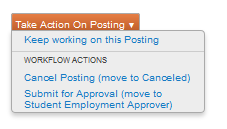 Take Action On Posting ▾
Keep working on this Posting
WORKFLOW ACTIONS
Cancel Posting (move to Canceled)
Submit for Approval (move to
Student Employment Approver)